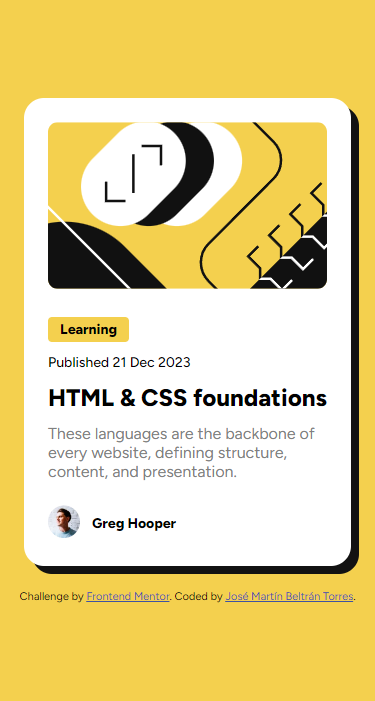 Learning
Published 21 Dec 2023
HTML & CSS foundations
These languages are the backbone of
every website, defining structure,
content, and presentation.
Greg Hooper
Challenge by Frontend Mentor. Coded by José Martín Beltrán Torres.